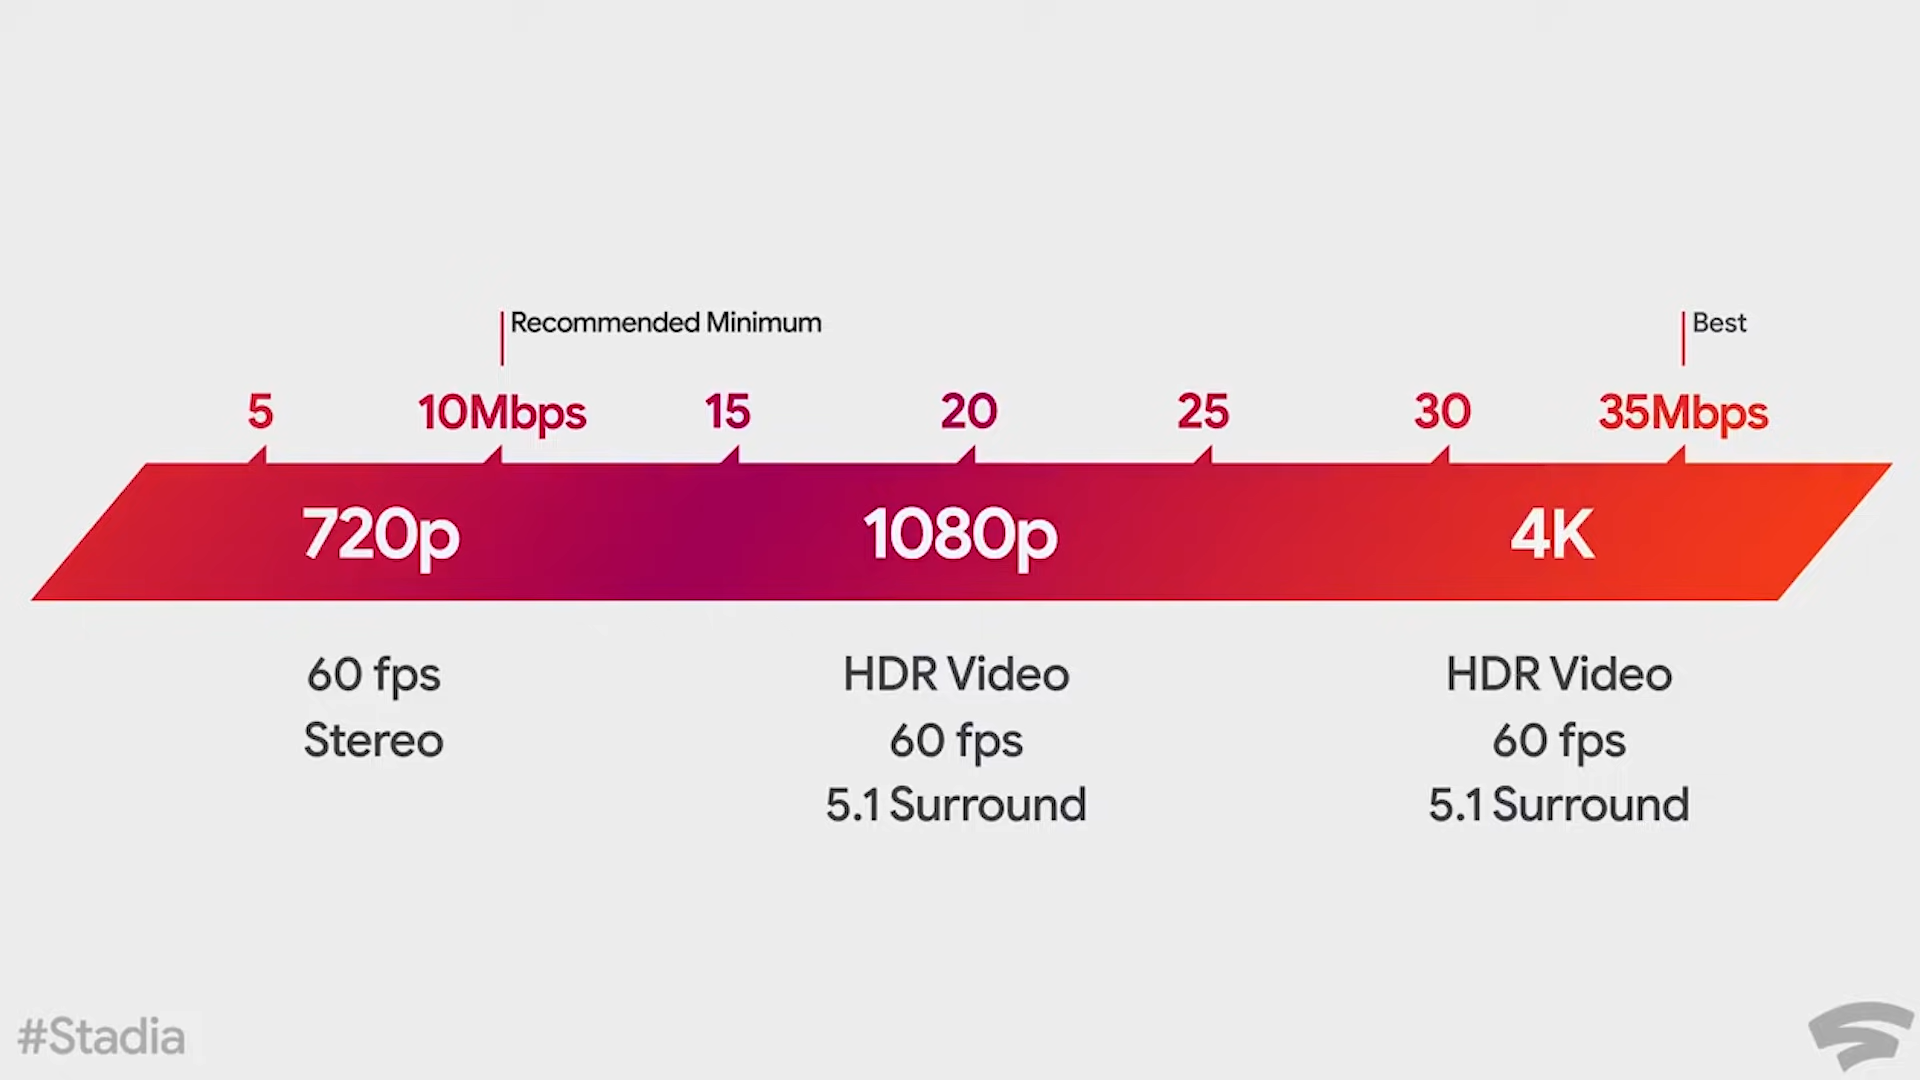 Recommended Minimum
Best
5 10Mbps 15 20 25 30 35Mbps
720p 1080p 4K
60 fps
Stereo
HDR Video
60 fps
5.1 Surround
HDR Video
60 fps
5.1 Surround
#Stadia